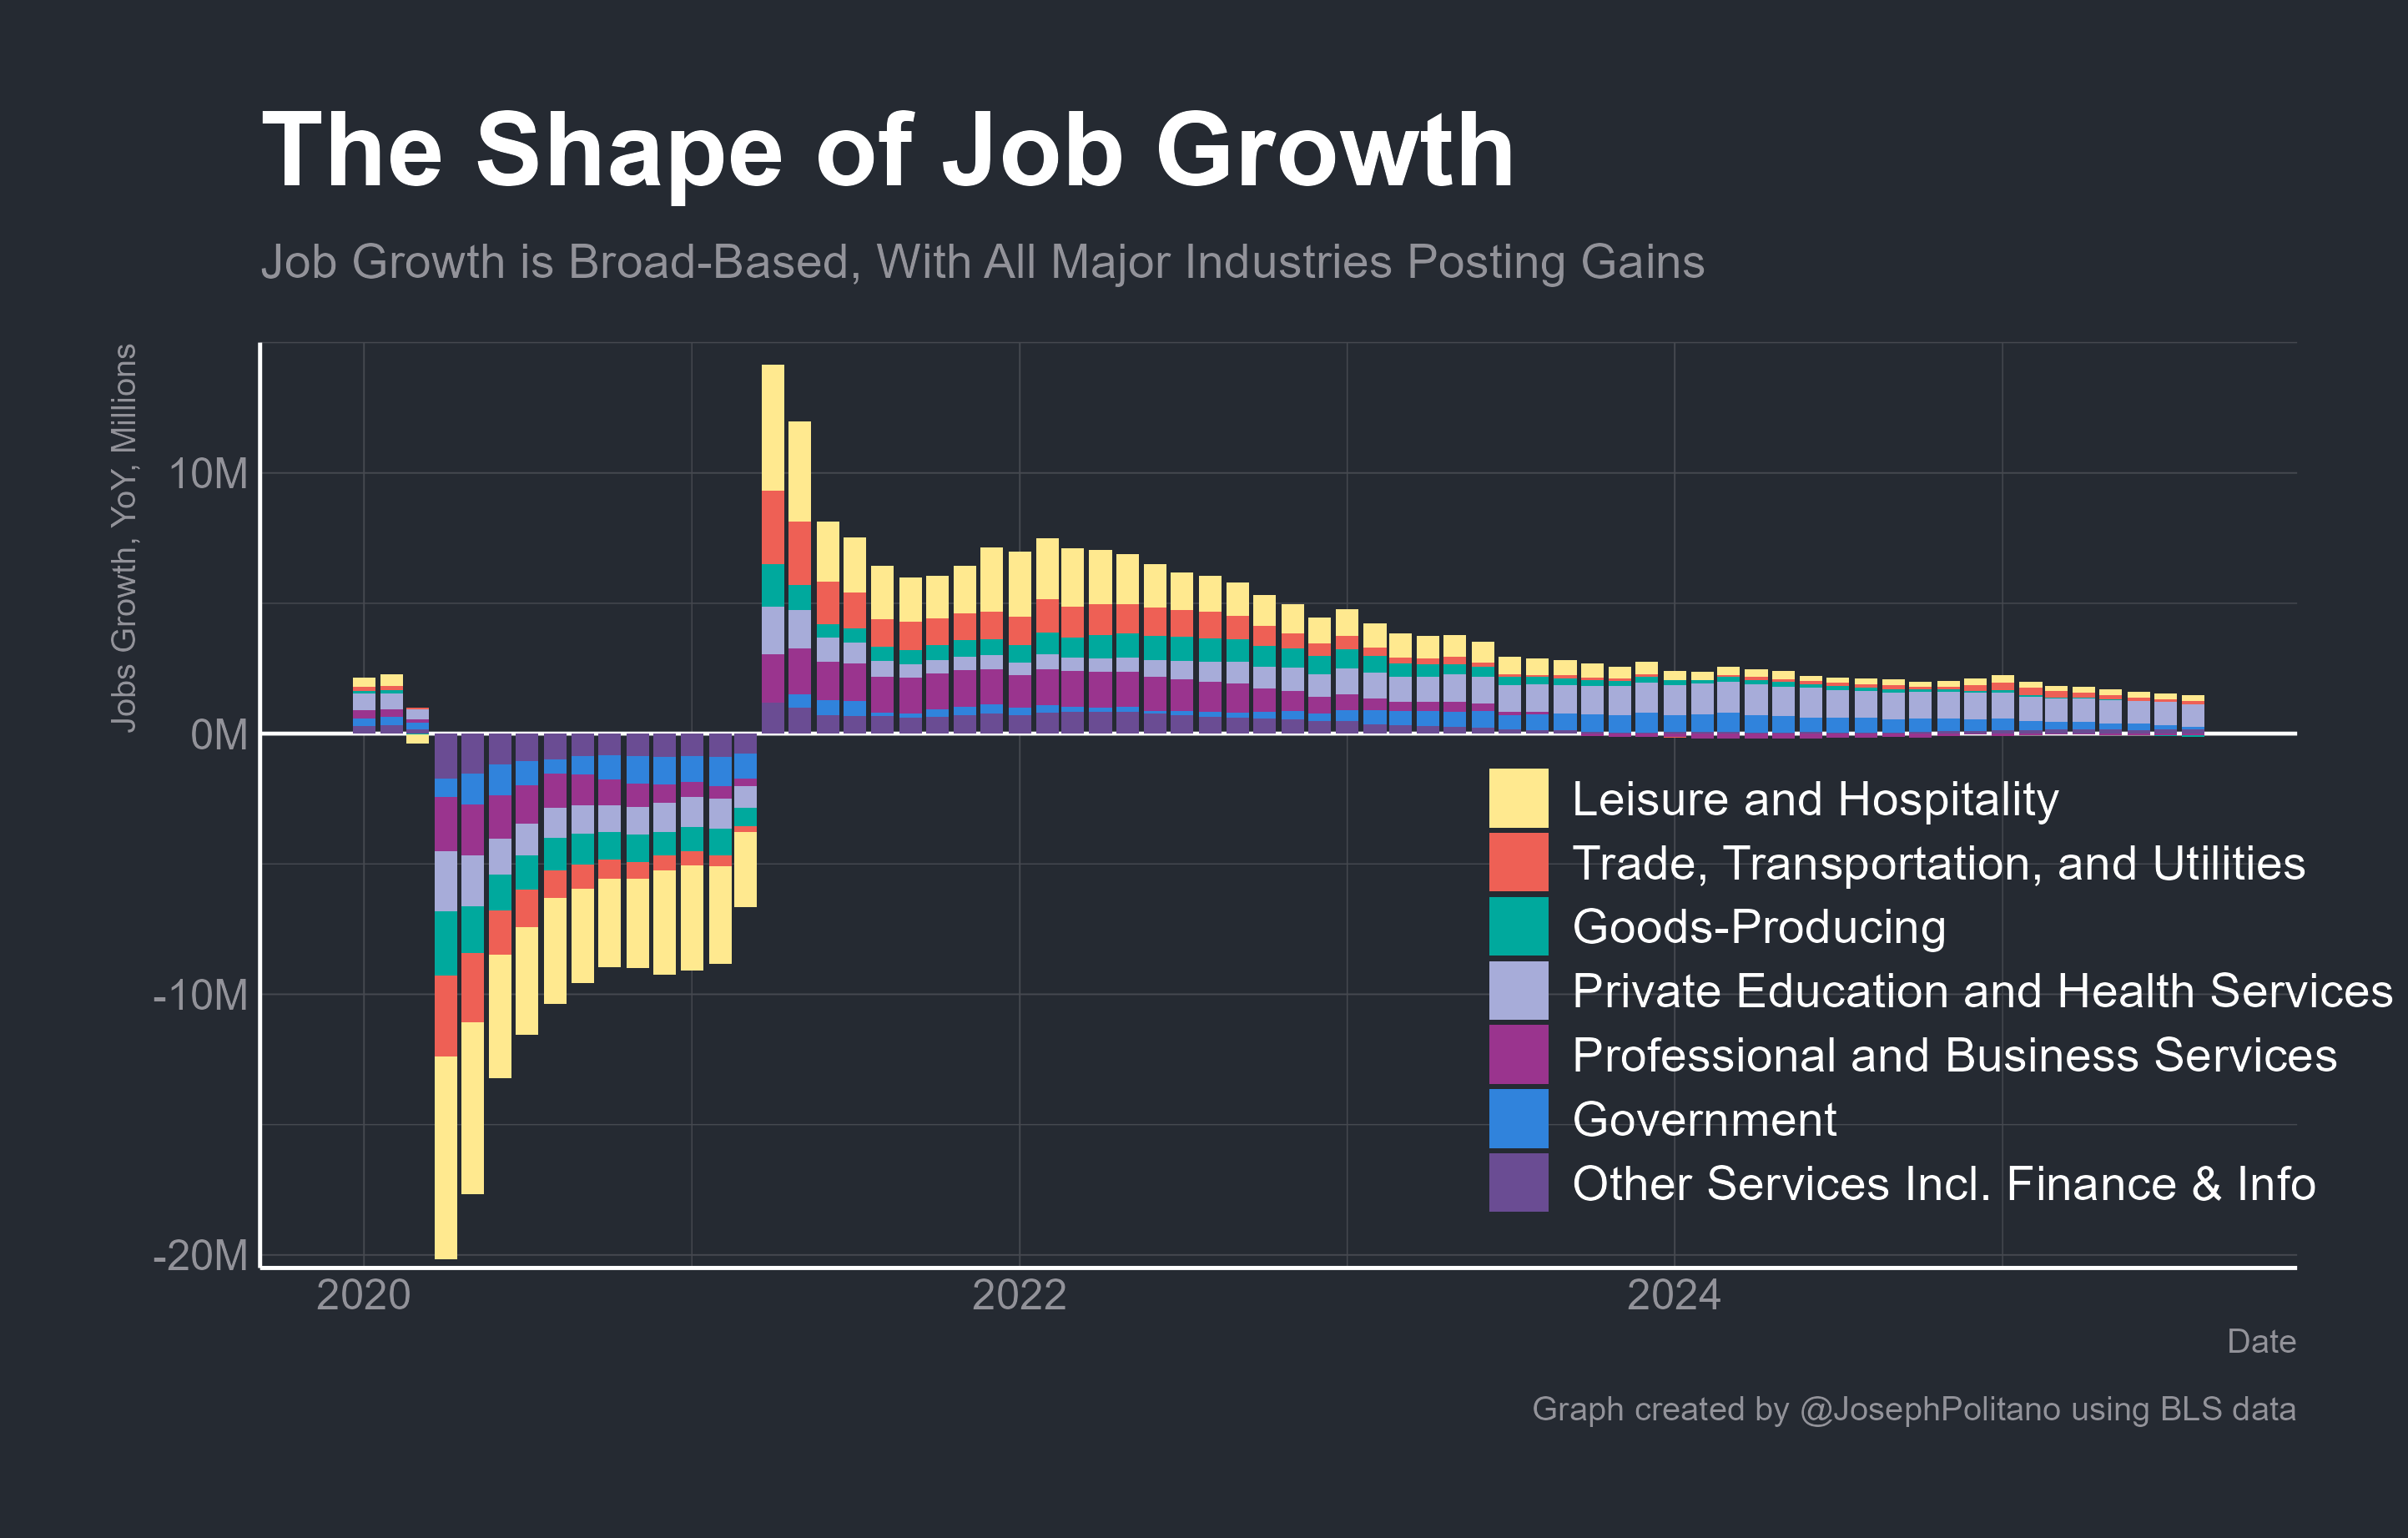 The Shape of Job Growth
Job Growth is Broad-Based, With All Major Industries Posting Gains
Jobs Growth, YoY, Millions
10M
0M
-10M
-20M
Leisure and Hospitality
Trade, Transportation, and Utilities
Goods-Producing
Private Education and Health Services
Professional and Business Services
Government
Other Services Incl. Finance & Info
2020
2022
2024
Date
Graph created by @JosephPolitano using BLS data